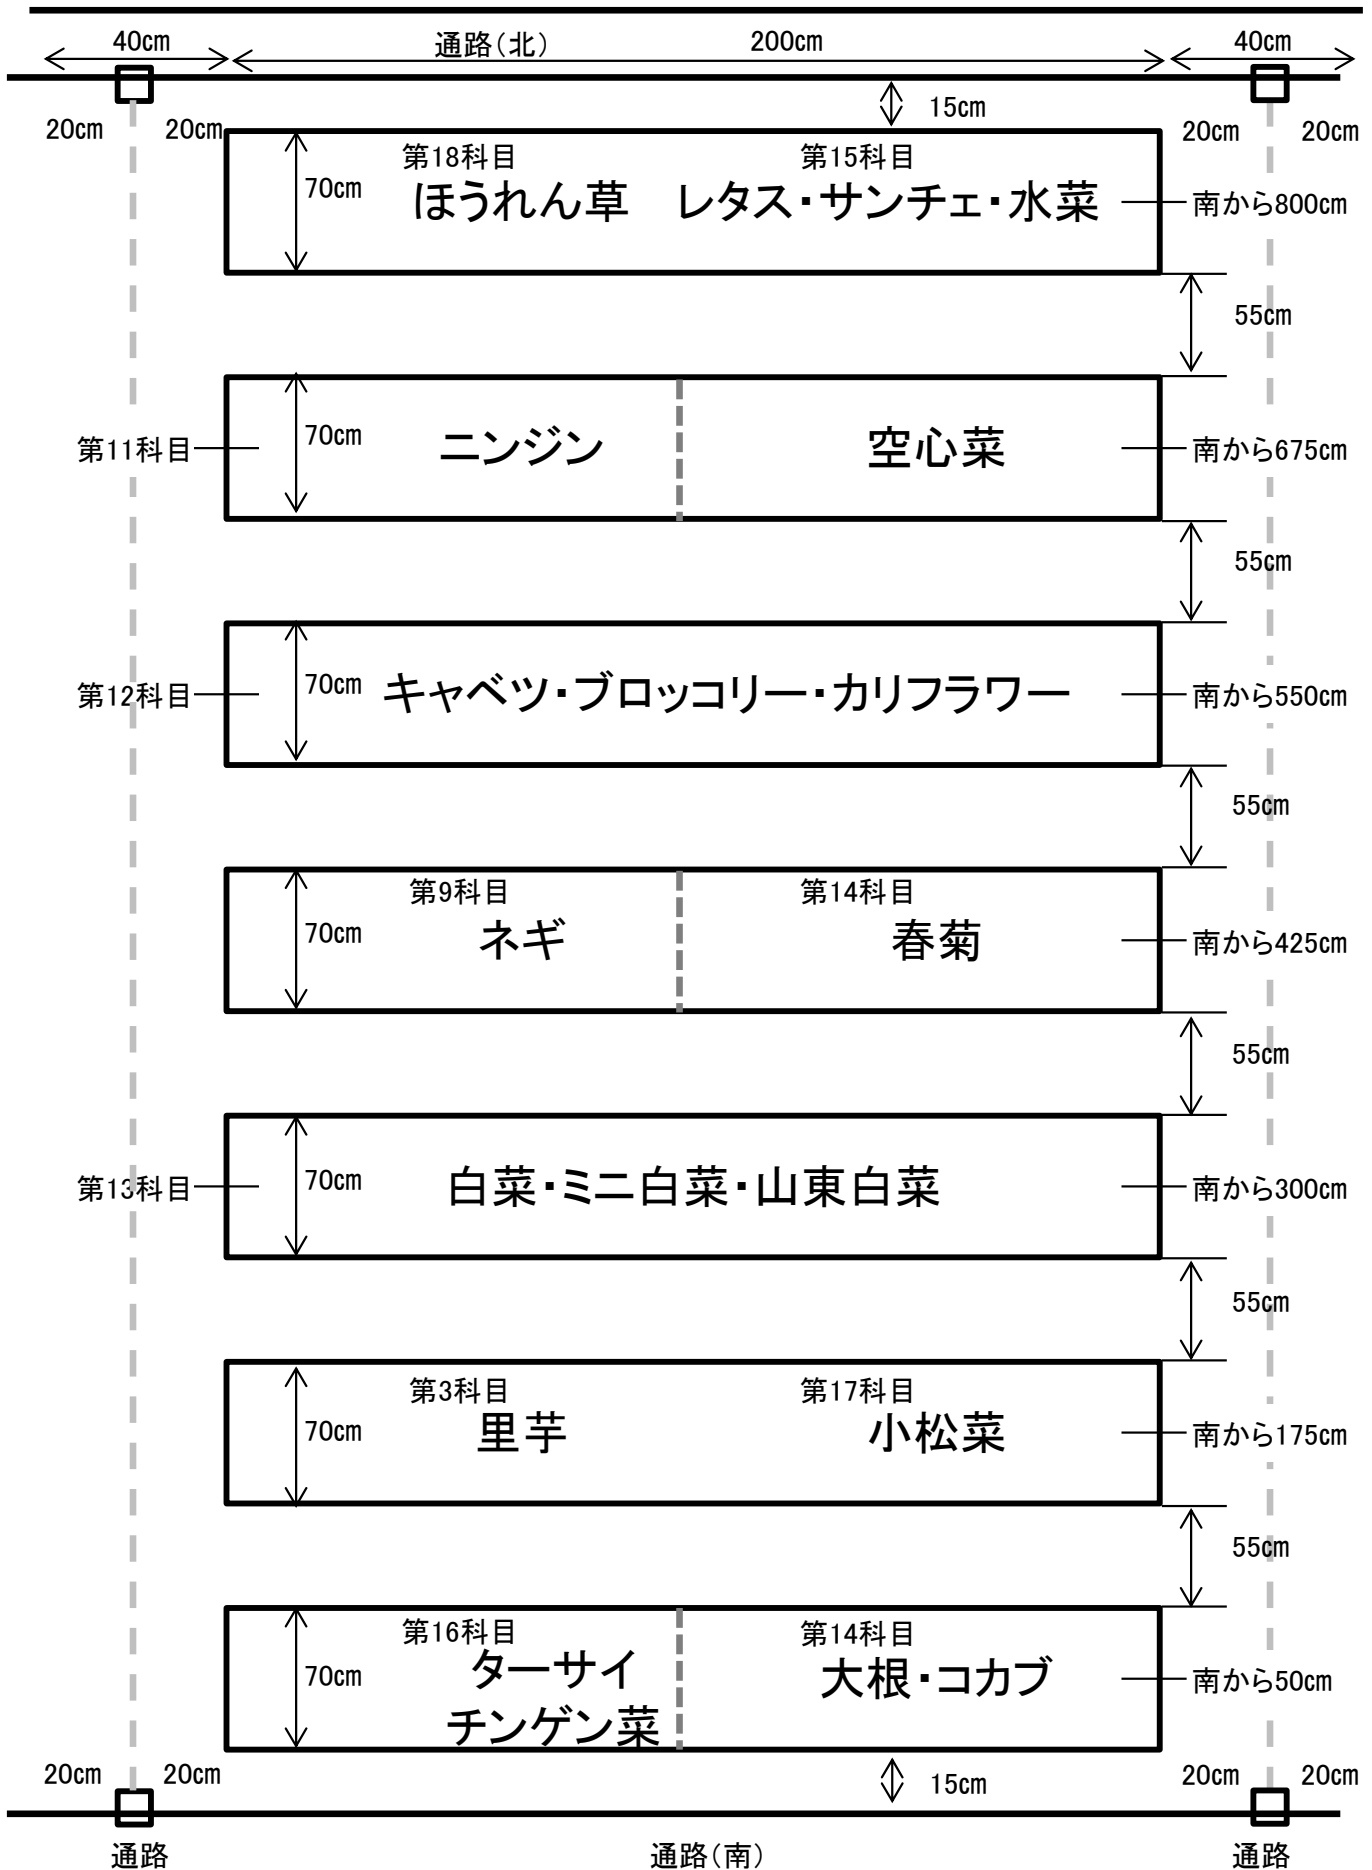 40cm 通路(北) 200cm 40cm
15cm
20cm 20cm 20cm 20cm
第18科目 第15科目
70cm ほうれん草 レタス・サンチェ・水菜 南から800cm
55cm
第11科目 70cm ニンジン 空心菜 南から675cm
55cm
第12科目 70cm キャベツ・ブロッコリー・カリフラワー 南から550cm
55cm
第9科目 第14科目
70cm ネギ 春菊 南から425cm
55cm
第13科目 70cm 白菜・ミニ白菜・山東白菜 南から300cm
55cm
第3科目 第17科目
70cm 里芋 小松菜 南から175cm
55cm
第16科目 第14科目
70cm ターサイ 大根・コカブ 南から50cm
チンゲン菜
20cm 20cm 15cm 20cm 20cm
通路 通路(南) 通路